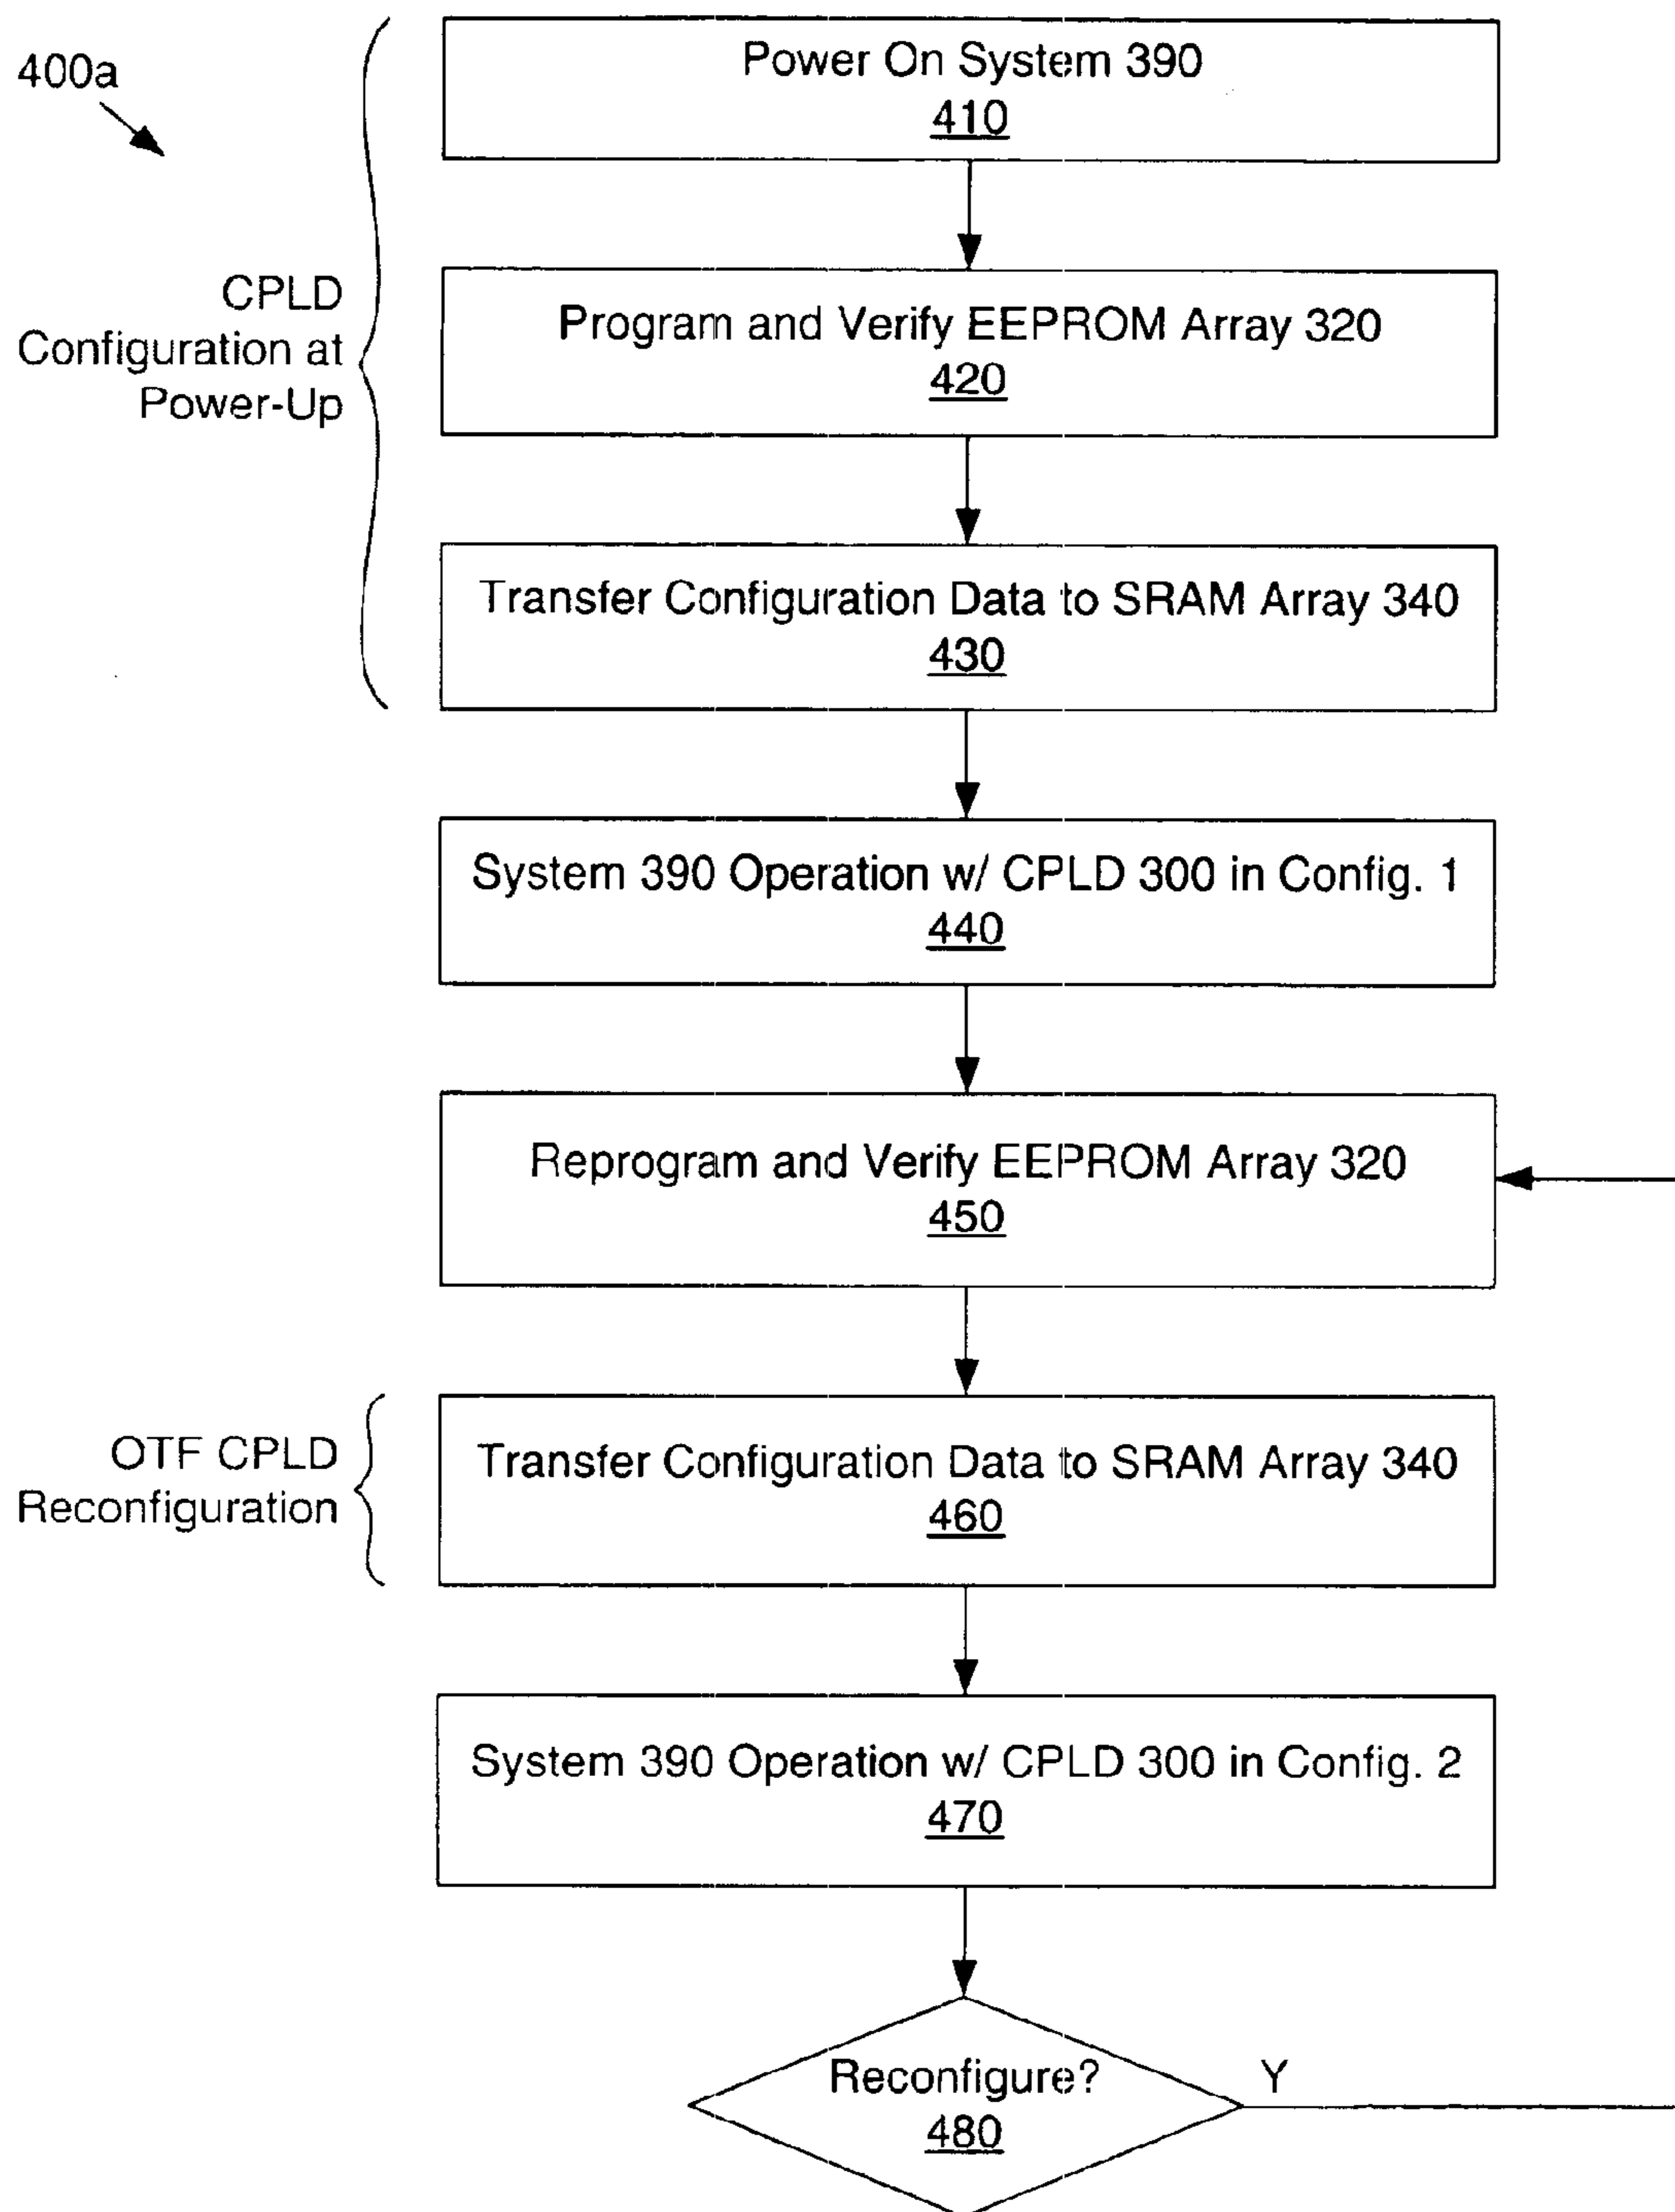 400a
Power On System 390
410
CPLD
Configuration at
Power-Up
Program and Verify EEPROM Array 320
420
Transfer Configuration Data to SRAM Array 340
430
System 390 Operation w/ CPLD 300 in Config. 1
440
Reprogram and Verify EEPROM Array 320
450
OTF CPLD
Reconfiguration
Transfer Configuration Data to SRAM Array 340
460
System 390 Operation w/ CPLD 300 in Config. 2
470
Reconfigure?
480
Y